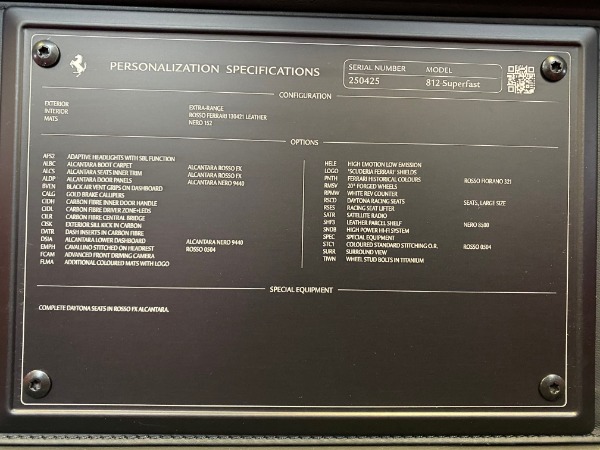 PERSONALIZATION SPECIFICATIONS
SERIAL NUMBER MODEL
250425 812 Superfast
CONFIGURATION
EXTERIOR EXTRA-RANGE
INTERIOR ROSSO FERRARI 130421 LEATHER
MATS NERO 152
OPTIONS
AFS2 ADAPTIVE HEADLIGHTS WITH SBL FUNCTION
ALBC ALCANTARA BOOT CARPET ALCANTARA ROSSO FX
ALCS ALCANTARA SEATS INNER TRIM ALCANTARA ROSSO FX
ALDP ALCANTARA DOOR PANELS ALCANTARA NERO 9440
BVEN BLACK AIR VENT GRIPS ON DASHBOARD
CALG GOLD BRAKE CALLIPERS
CIDH CARBON FIBRE INNER DOOR HANDLE
CIDL CARBON FIBRE DRIVER ZONE+LEDS
CILR CARBON FIBRE CENTRAL BRIDGE
CISK EXTERIOR SILL KICK IN CARBON
DATR DASH INSERTS IN CARBON FIBRE
DSIA ALCANTARA LOWER DASHBOARD ALCANTARA NERO 9440
EMPH CAVALLINO STITCHED ON HEADREST ROSSO 0504
FCAM ADVANCED FRONT DRIVING CAMERA
FLMA ADDITIONAL COLOURED MATS WITH LOGO
HELE HIGH EMOTION LOW EMISSION
LOGO "SCUDERIA FERRARI" SHIELDS
PNTH FERRARI HISTORICAL COLOURS ROSSO FIORANO 321
RMSV 20" FORGED WHEELS
RPMW WHITE REV COUNTER
RSCD DAYTONA RACING SEATS SEATS, LARGE SIZE
RSES RACING SEAT LIFTER
SATR SATELLITE RADIO
SHFI LEATHER PARCEL SHELF NERO 8500
SNDB HIGH POWER HI-FI SYSTEM
SPEC SPECIAL EQUIPMENT
STC1 COLOURED STANDARD STITCHING O.R. ROSSO 0504
SURR SURROUND VIEW
TIWN WHEEL STUD BOLTS IN TITANIUM
SPECIAL EQUIPMENT
COMPLETE DAYTONA SEATS IN ROSSO FX ALCANTARA.